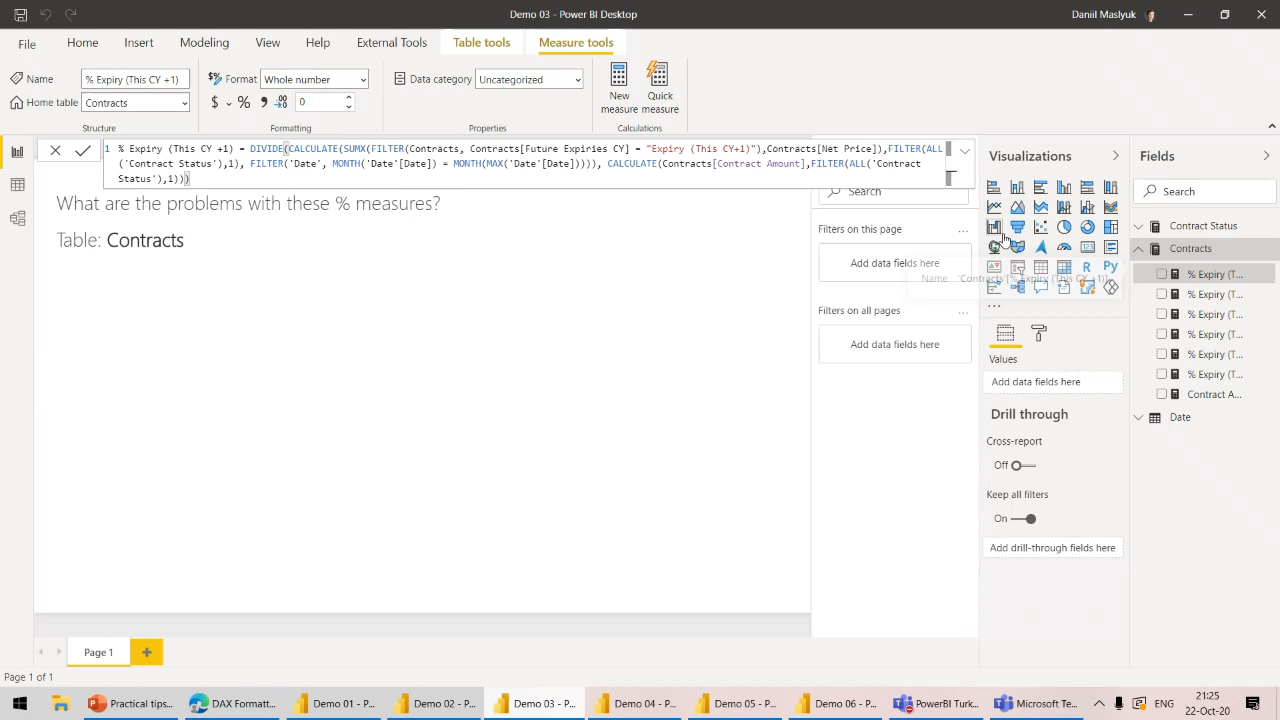 Demo 03 - Power BI Desktop
Daniil Maslyuk
File Home Insert Modeling View Help External Tools Table tools Measure tools
Name % Expiry (This CY +1)
Home table Contracts
Structure
Format Whole number
$ % 9 .00 0
Formatting
Data category Uncategorized
Properties
New measure
Quick measure
Calculations
1 % Expiry (This CY +1) = DIVIDE(CALCULATE(SUMX(FILTER(Contracts, Contracts[Future Expiries CY] = "Expiry (This CY+1)"),Contracts[Net Price]),FILTER(ALL
('Contract Status'),1), FILTER('Date', MONTH('Date'[Date]) = MONTH(MAX('Date'[Date])))), CALCULATE(Contracts[Contract Amount],FILTER(ALL('Contract
Status'),1)))
What are the problems with these % measures?
Table: Contracts
Search
Filters on this page ...
Add data fields here
Filters on all pages ...
Add data fields here
Visualizations
R Py
Name 'Contracts'[% Expiry (This CY +1)]
...
Values
Add data fields here
Drill through
Cross-report
Off
Keep all filters
On
Add drill-through fields here
Fields
Search
Contract Status
Contracts
% Expiry (T...
% Expiry (T...
% Expiry (T...
% Expiry (T...
% Expiry (T...
% Expiry (T...
Contract A...
Date
Page 1
Page 1 of 1
Practical tips...
DAX Formatt...
Demo 01 - P...
Demo 02 - P...
Demo 03 - P...
Demo 04 - P...
Demo 05 - P...
Demo 06 - P...
PowerBI Turk...
Microsoft Te...
ENG
21:25
22-Oct-20